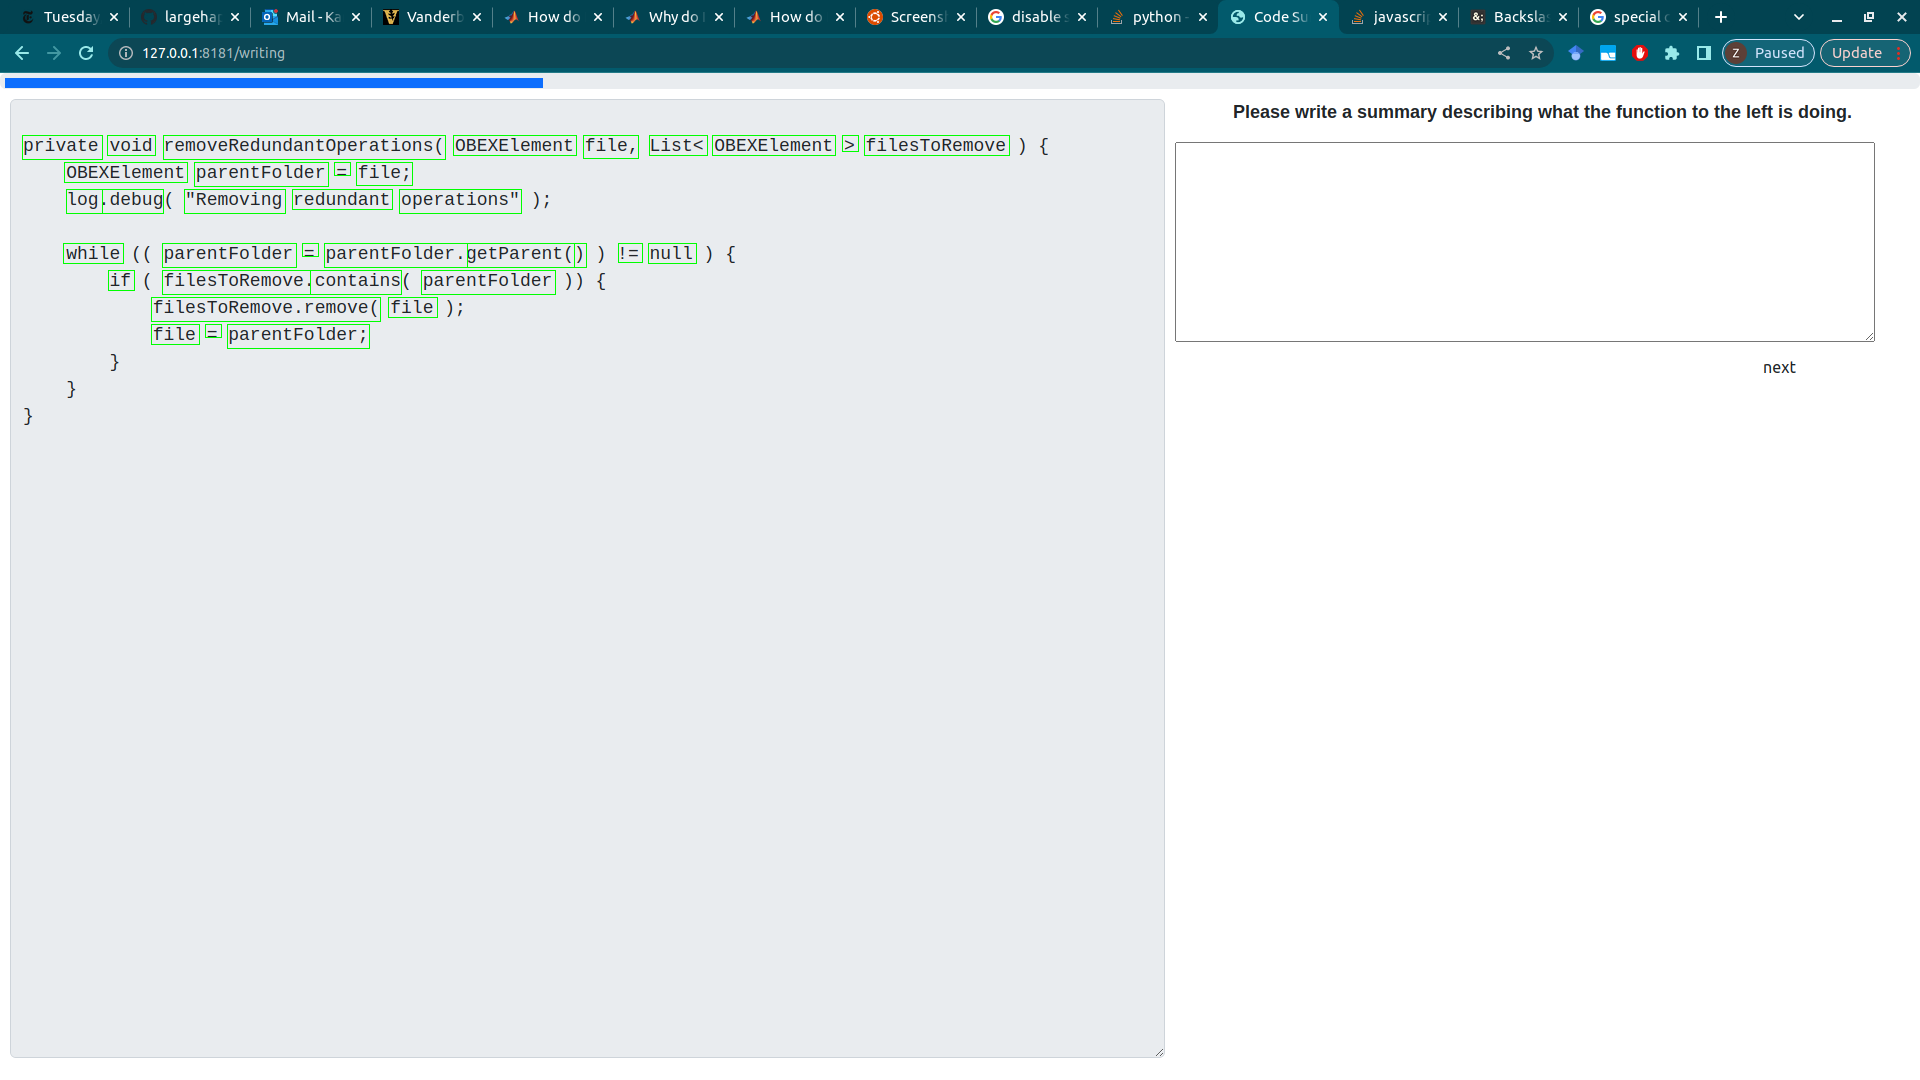 Tuesday
largehap
Mail - Ka
Vanderb
How do
Why do
How do
Screens
disable s
python -
Code Su
javascrip
Backslas
special c
127.0.0.1:8181/writing
Z Paused
Update
private void removeRedundantOperations( OBEXElement file, List< OBEXElement > filesToRemove ) {
OBEXElement parentFolder = file;
log.debug( "Removing redundant operations" );
while (( parentFolder = parentFolder.getParent() ) != null ) {
if ( filesToRemove.contains( parentFolder )) {
filesToRemove.remove( file );
file = parentFolder;
}
}
}
Please write a summary describing what the function to the left is doing.
next